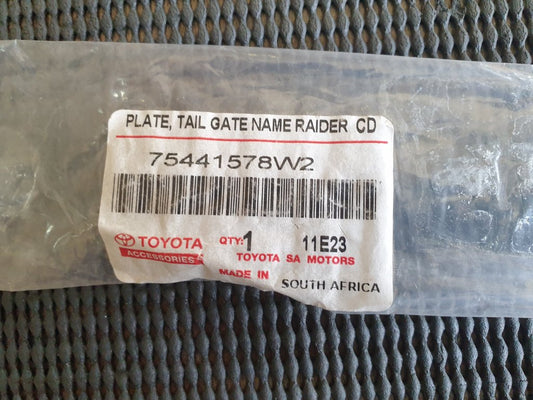 PLATE, TAIL GATE NAME RAIDER CD
75441578W2
TOYOTA QTY: 1 11E23
ACCESSORIES TOYOTA SA MOTORS
MADE IN SOUTH AFRICA